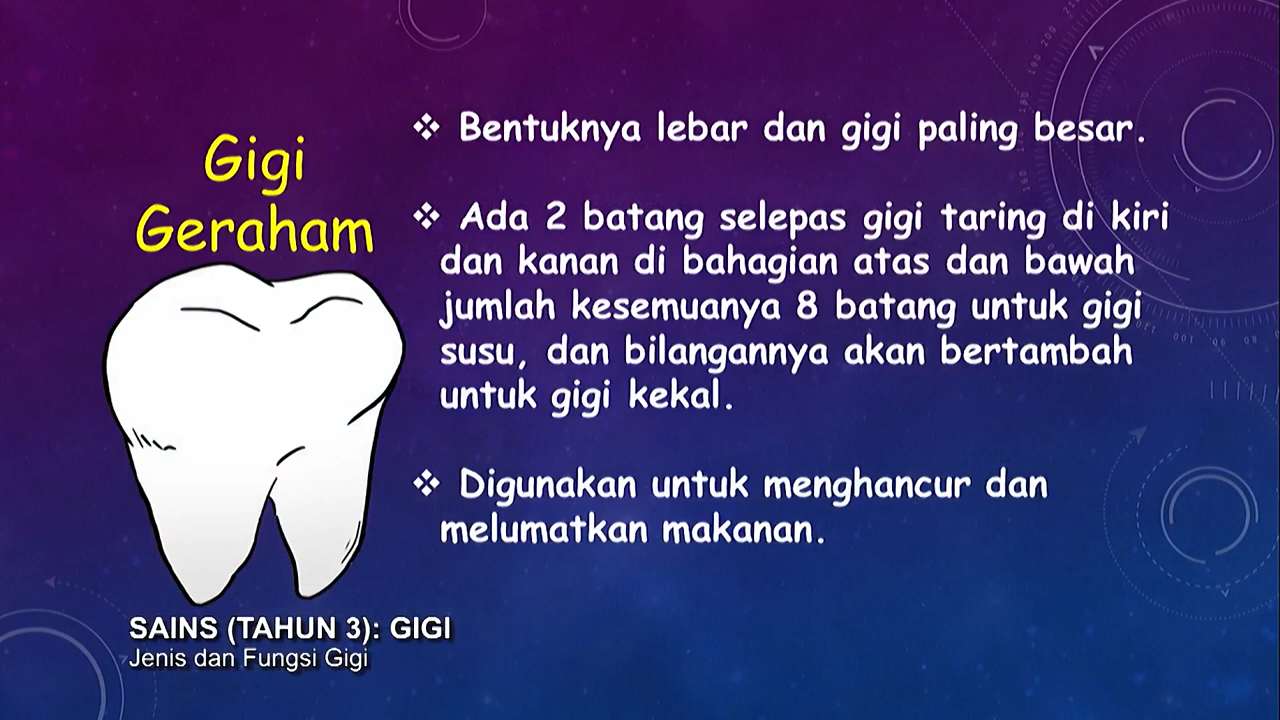 Gigi
Geraham
❖ Bentuknya lebar dan gigi paling besar.
❖ Ada 2 batang selepas gigi taring di kiri
dan kanan di bahagian atas dan bawah
jumlah kesemuanya 8 batang untuk gigi
susu, dan bilangannya akan bertambah
untuk gigi kekal.
❖ Digunakan untuk menghancur dan
melumatkan makanan.
SAINS (TAHUN 3): GIGI
Jenis dan Fungsi Gigi